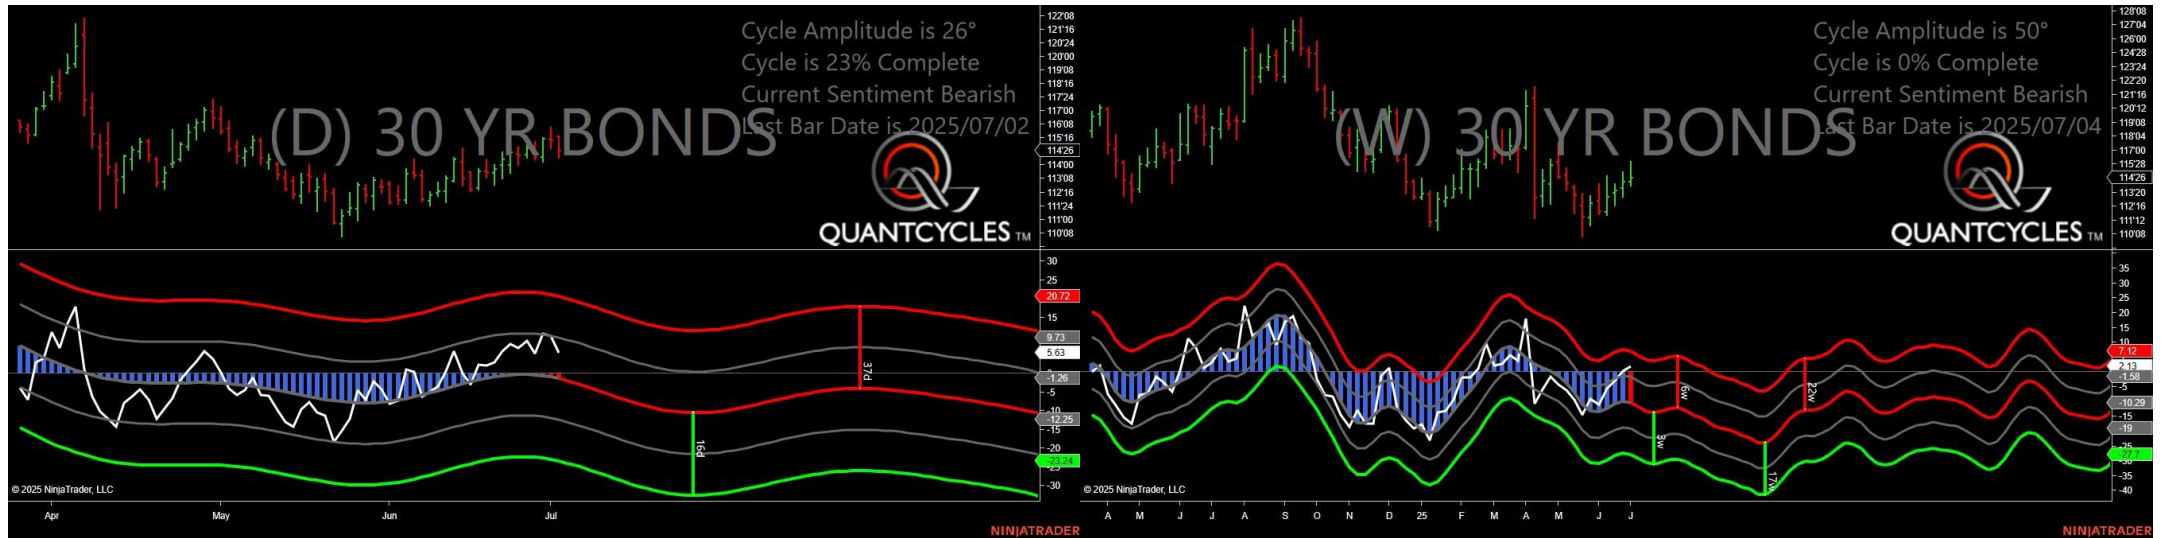 Cycle Amplitude is 26°
Cycle is 23% Complete
Current Sentiment Bearish
Last Bar Date is 2025/07/02
(D) 30 YR BONDS
QUANTCYCLES TM
122'08
121'16
120'24
120'00
119'08
118'16
117'24
117'00
116'08
115'16
114'26
114'00
113'08
112'16
111'24
111'00
110'08
30
25
20.72
15
9.73
5.63
-1.26
-5
-10
-12.25
-15
-20
-23.24
-30
37d
16d
© 2025 NinjaTrader, LLC
Apr
May
Jun
Jul
NINJATRADER
Cycle Amplitude is 50°
Cycle is 0% Complete
Current Sentiment Bearish
Last Bar Date is 2025/07/04
(W) 30 YR BONDS
QUANTCYCLES TM
128'08
127'04
126'00
124'28
123'24
122'20
121'16
120'12
119'08
118'04
117'00
115'28
114'26
113'20
112'16
111'12
110'08
35
30
25
20
15
10
7.12
2.13
-1.58
-5
-10.29
-15
-19
-25
-27.7
-35
-40
6w
22w
3w
17w
© 2025 NinjaTrader, LLC
A M J J A S O N D 25 F M A M J J
NINJATRADER